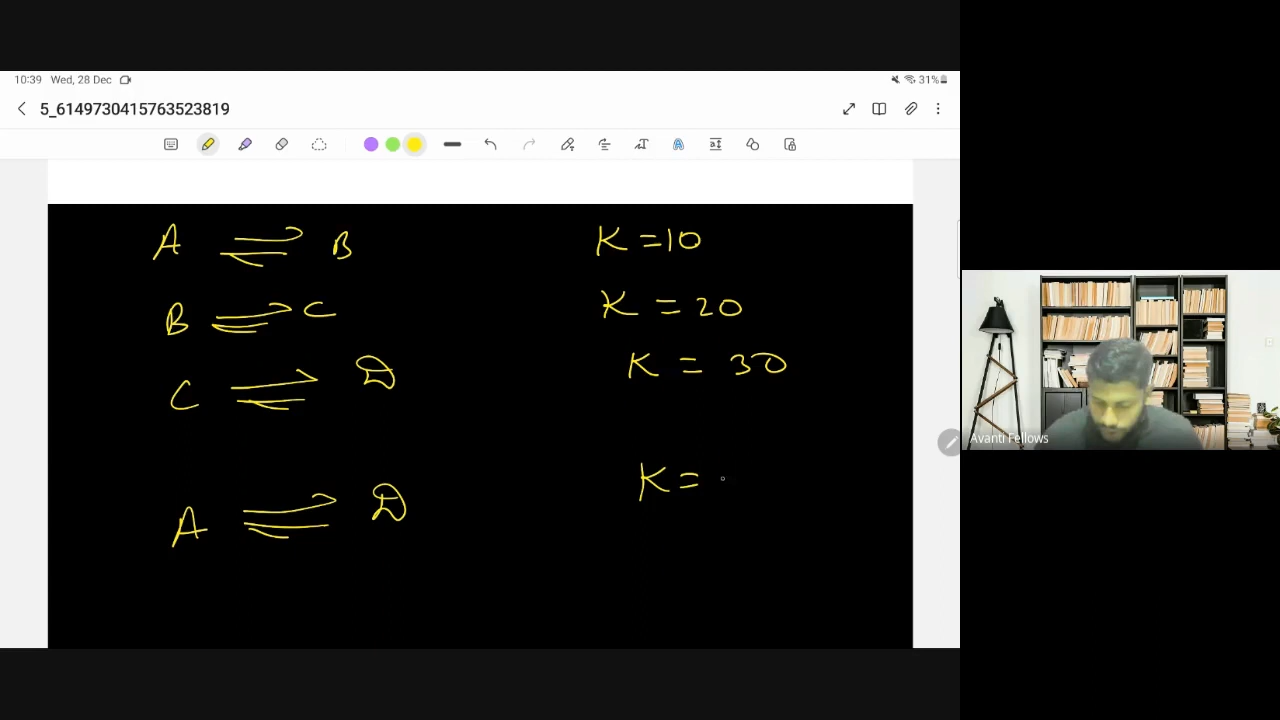 10:39 Wed, 28 Dec
31%
5_6149730415763523819
A ⇌ B K = 10
B ⇌ C K = 20
C ⇌ D K = 30
A ⇌ D K =
Avanti Fellows